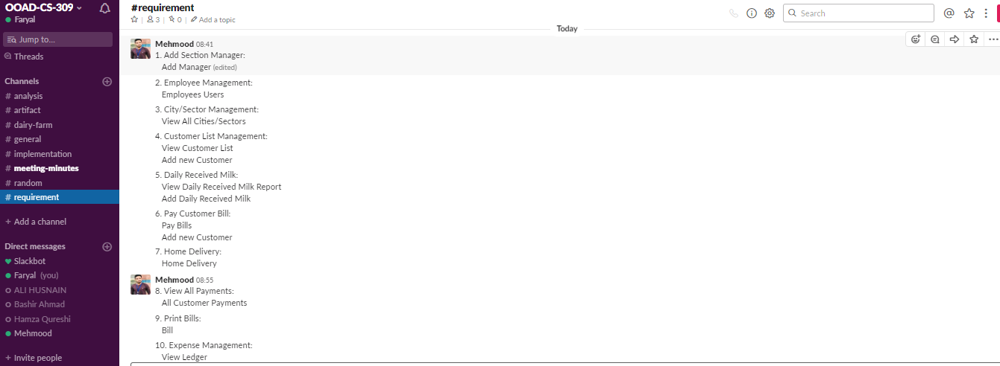 OOAD-CS-309
Faryal
Jump to...
Threads
Channels
# analysis
# artifact
# dairy-farm
# general
# implementation
# meeting-minutes
# random
# requirement
+ Add a channel
Direct messages
Slackbot
Faryal (you)
ALI HUSNAIN
Bashir Ahmad
Hamza Qureshi
Mehmood
+ Invite people
#requirement
3 | 0 | Add a topic
Search
Today
Mehmood 08:41
1. Add Section Manager:
Add Manager (edited)
2. Employee Management:
Employees Users
3. City/Sector Management:
View All Cities/Sectors
4. Customer List Management:
View Customer List
Add new Customer
5. Daily Received Milk:
View Daily Received Milk Report
Add Daily Received Milk
6. Pay Customer Bill:
Pay Bills
Add new Customer
7. Home Delivery:
Home Delivery
Mehmood 08:55
8. View All Payments:
All Customer Payments
9. Print Bills:
Bill
10. Expense Management:
View Ledger